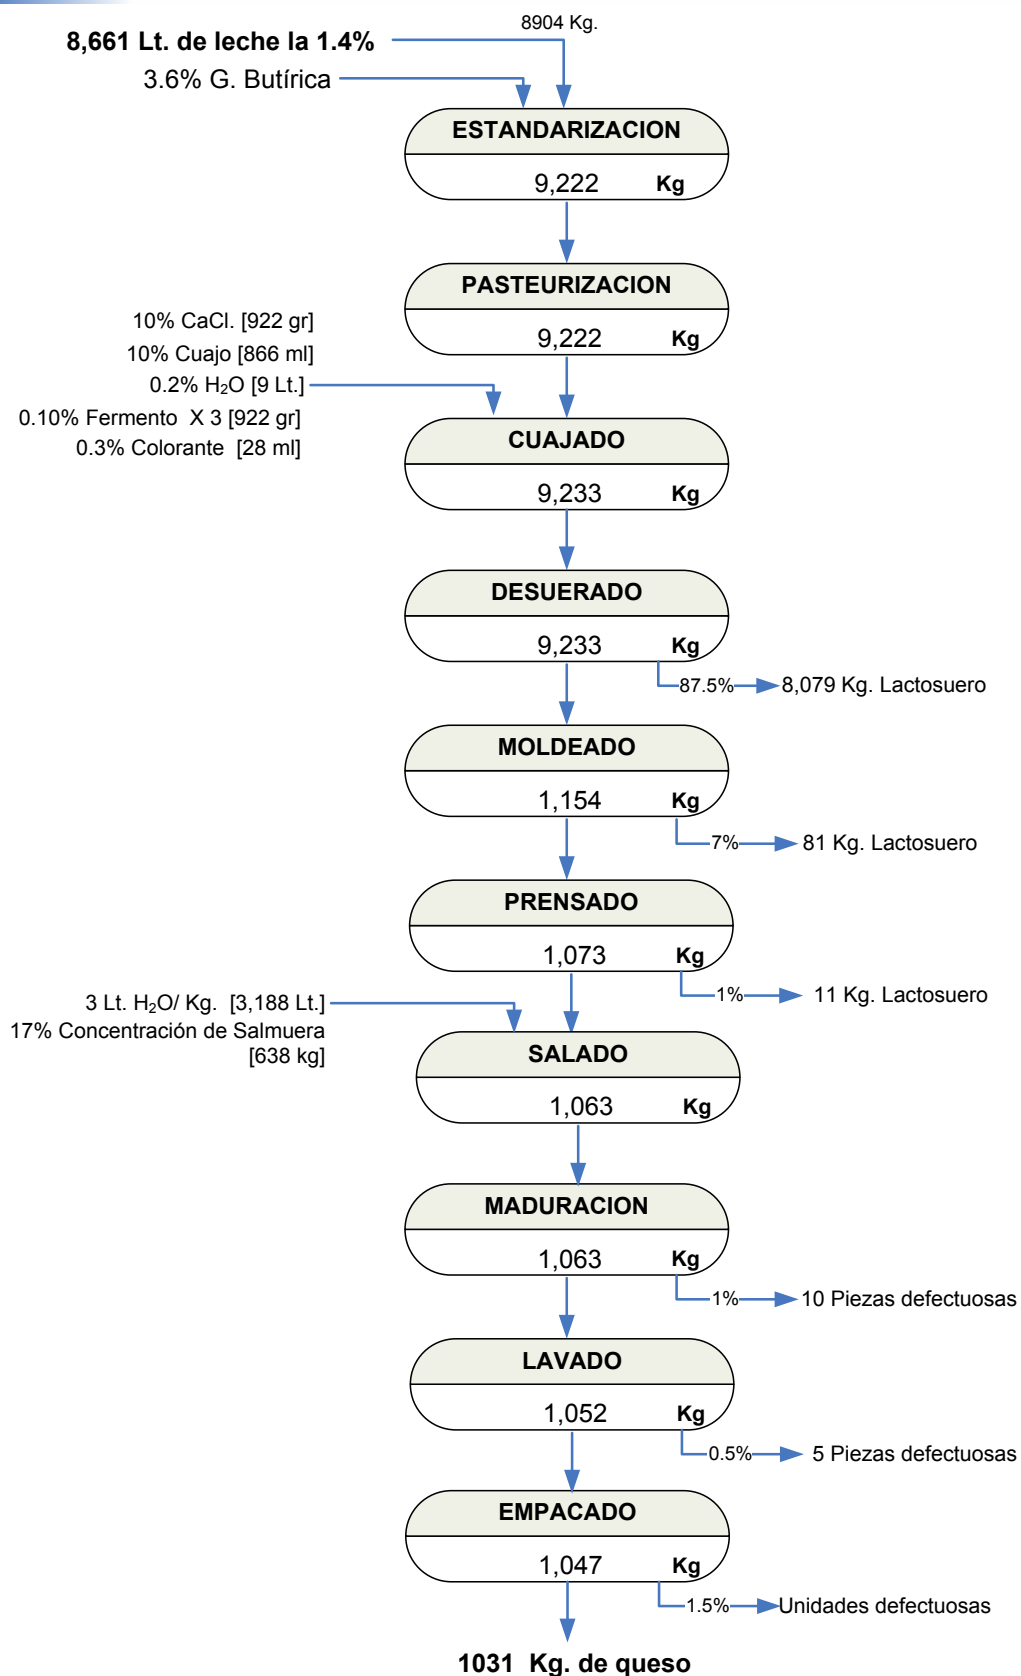 8904 Kg.
8,661 Lt. de leche la 1.4%
3.6% G. Butírica
ESTANDARIZACION
9,222 Kg
PASTEURIZACION
9,222 Kg
10% CaCl. [922 gr]
10% Cuajo [866 ml]
0.2% H₂O [9 Lt.]
0.10% Fermento X 3 [922 gr]
0.3% Colorante [28 ml]
CUAJADO
9,233 Kg
DESUERADO
9,233 Kg
87.5% 8,079 Kg. Lactosuero
MOLDEADO
1,154 Kg
7% 81 Kg. Lactosuero
PRENSADO
1,073 Kg
1% 11 Kg. Lactosuero
3 Lt. H₂O/ Kg. [3,188 Lt.]
17% Concentración de Salmuera
[638 kg]
SALADO
1,063 Kg
MADURACION
1,063 Kg
1% 10 Piezas defectuosas
LAVADO
1,052 Kg
0.5% 5 Piezas defectuosas
EMPACADO
1,047 Kg
1.5% Unidades defectuosas
1031 Kg. de queso